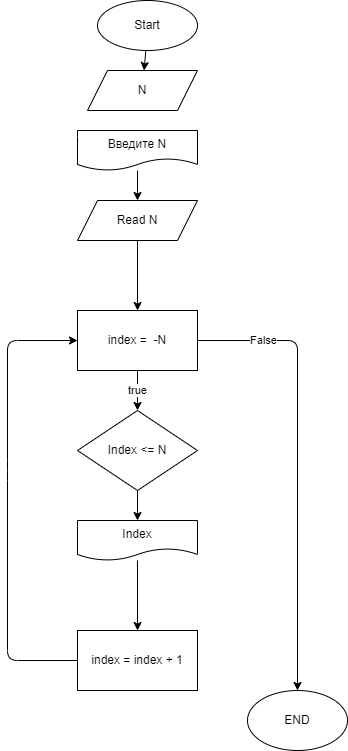 Start
N
Введите N
Read N
index =  -N
False
true
Index <= N
Index
index = index + 1
END